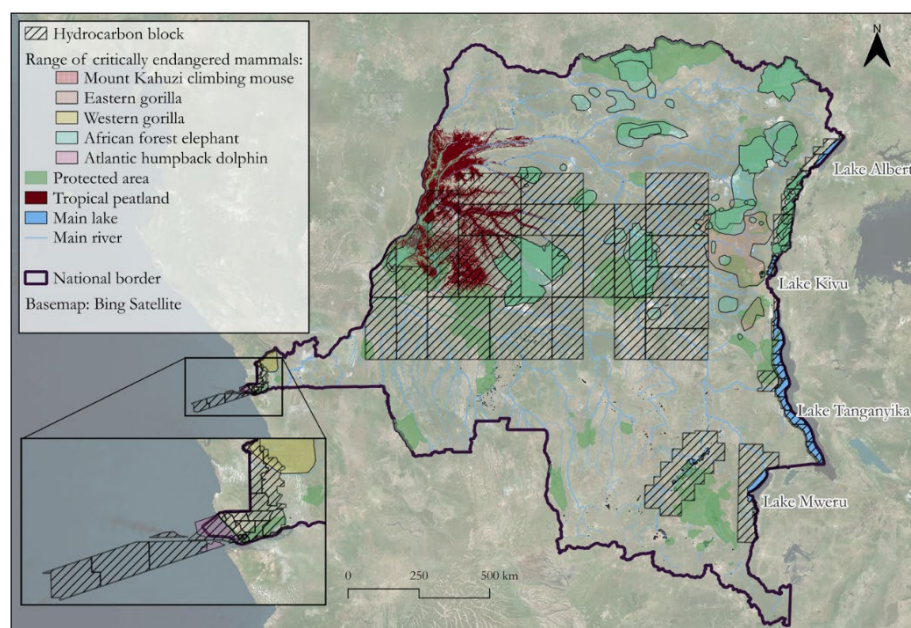 Hydrocarbon block
Range of critically endangered mammals:
Mount Kahuzi climbing mouse
Eastern gorilla
Western gorilla
African forest elephant
Atlantic humpback dolphin
Protected area
Tropical peatland
Main lake
Main river
National border
Basemap: Bing Satellite
N
Lake Albert
Lake Kivu
Lake Tanganyika
Lake Mweru
0 250 500 km